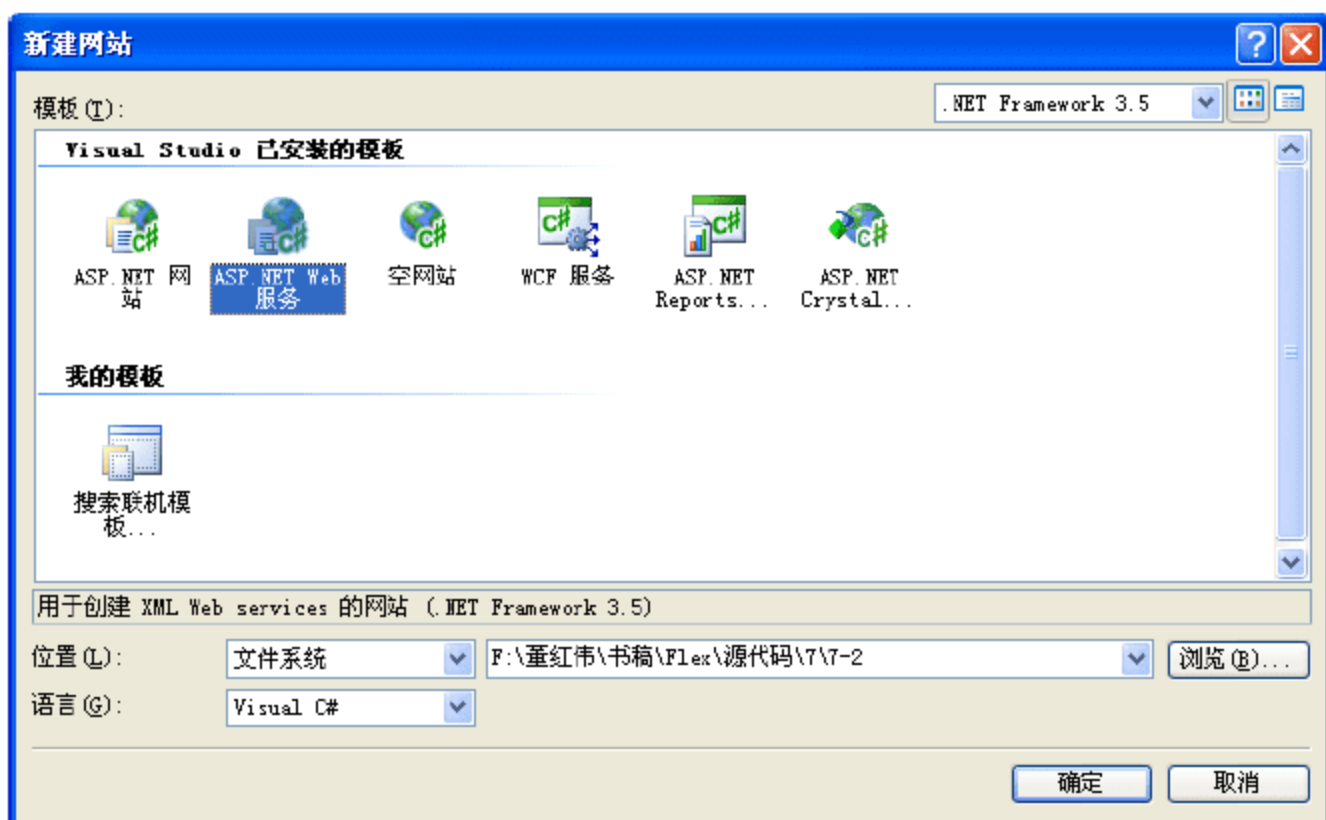 新建网站
模板(T):
.NET Framework 3.5
Visual Studio 已安装的模板
ASP.NET 网站
ASP.NET Web 服务
空网站
WCF 服务
ASP.NET Reports...
ASP.NET Crystal...
我的模板
搜索联机模板...
用于创建 XML Web services 的网站 (.NET Framework 3.5)
位置(L):
文件系统
F:\董红伟\书稿\Flex\源代码\7\7-2
浏览(B)...
语言(G):
Visual C#
确定
取消